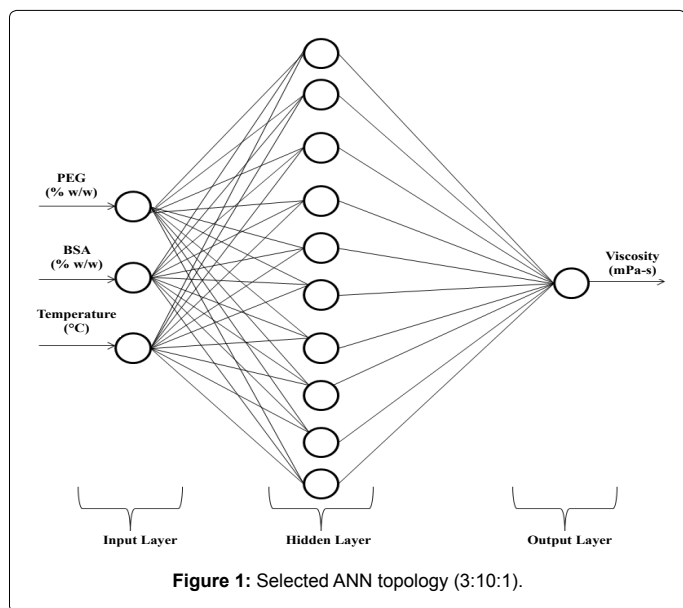 PEG
(% w/w)
BSA
(% w/w)
Temperature
(°C)
Viscosity
(mPa-s)
Input Layer
Hidden Layer
Output Layer
Figure 1: Selected ANN topology (3:10:1).